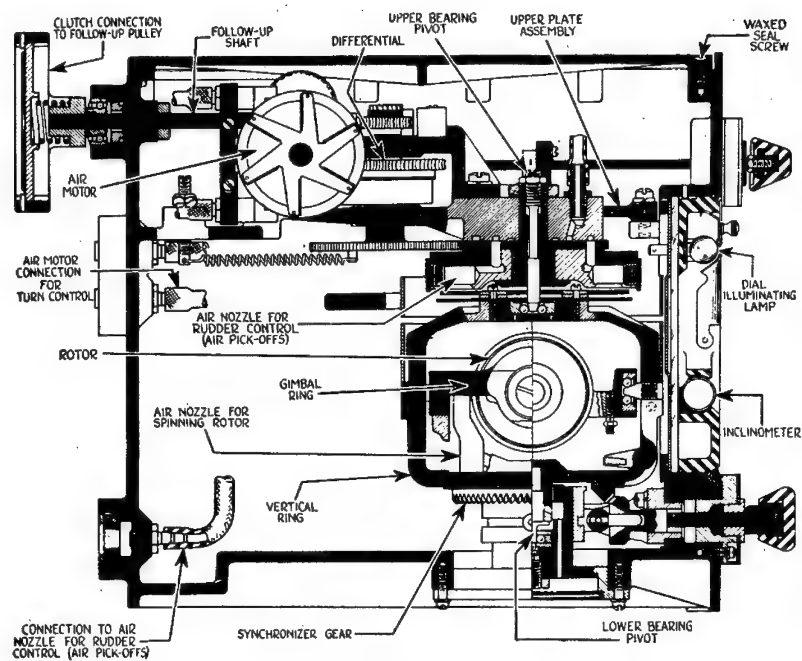 CLUTCH CONNECTION
TO FOLLOW-UP PULLEY
FOLLOW-UP
SHAFT
DIFFERENTIAL
UPPER BEARING
PIVOT
UPPER PLATE
ASSEMBLY
WAXED
SEAL
SCREW
AIR
MOTOR
AIR MOTOR
CONNECTION
FOR
TURN CONTROL
AIR NOZZLE FOR
RUDDER CONTROL
(AIR PICK-OFFS)
DIAL
ILLUMINATING
LAMP
ROTOR
GIMBAL
RING
AIR NOZZLE FOR
SPINNING ROTOR
INCLINOMETER
VERTICAL
RING
CONNECTION TO AIR
NOZZLE FOR RUDDER
CONTROL (AIR PICK-OFFS)
SYNCHRONIZER GEAR
LOWER BEARING
PIVOT